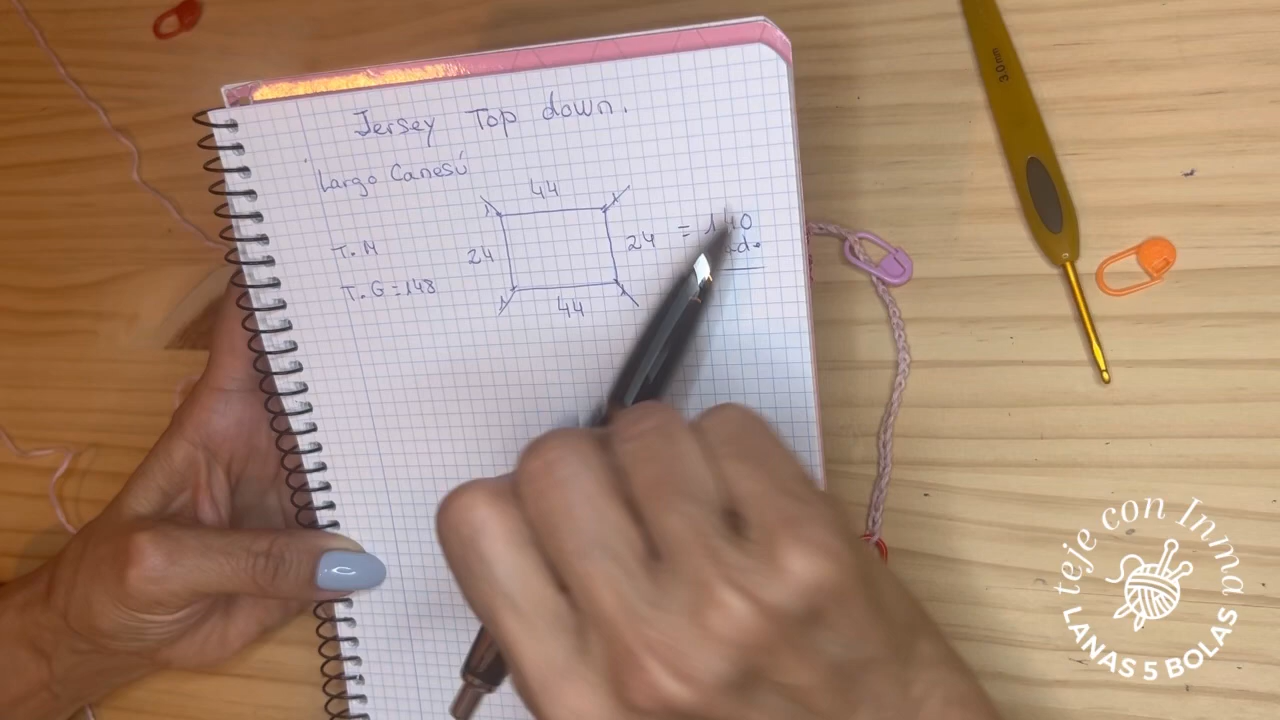 Jersey Top down.
Largo Canesú
44
T. M
24
24
= 140
T. G = 148
44
3.0 mm
teje con Inma
LANAS 5 BOLAS